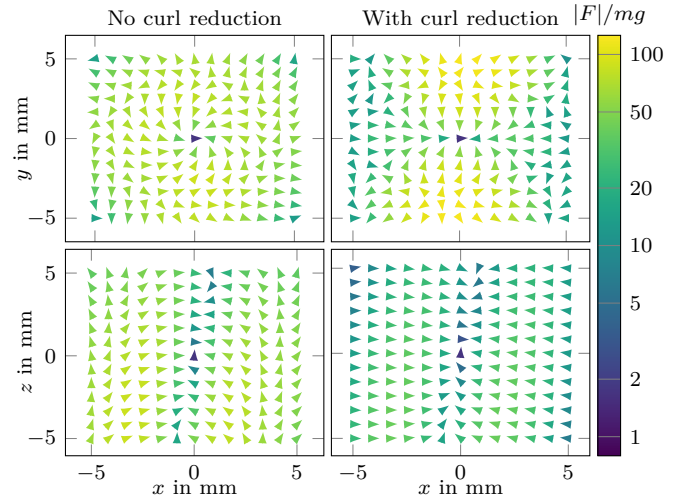 No curl reduction
With curl reduction
|F|/mg
y in mm
5
0
−5
z in mm
5
0
−5
−5 0 5
x in mm
−5 0 5
x in mm
100
50
20
10
5
2
1